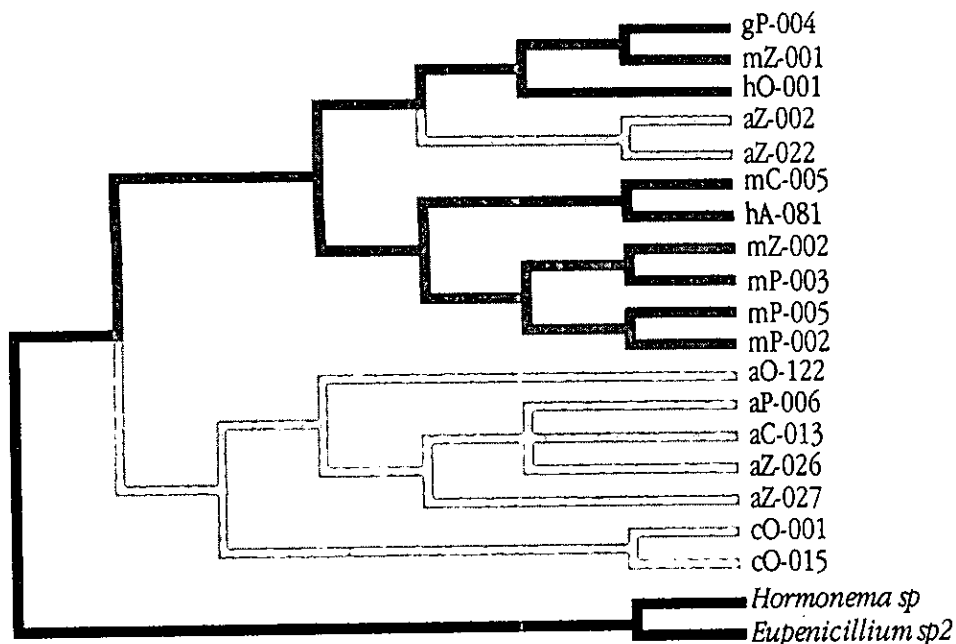 gP-004
mZ-001
hO-001
aZ-002
aZ-022
mC-005
hA-081
mZ-002
mP-003
mP-005
mP-002
aO-122
aP-006
aC-013
aZ-026
aZ-027
cO-001
cO-015
Hormonema sp
Eupenicillium sp2